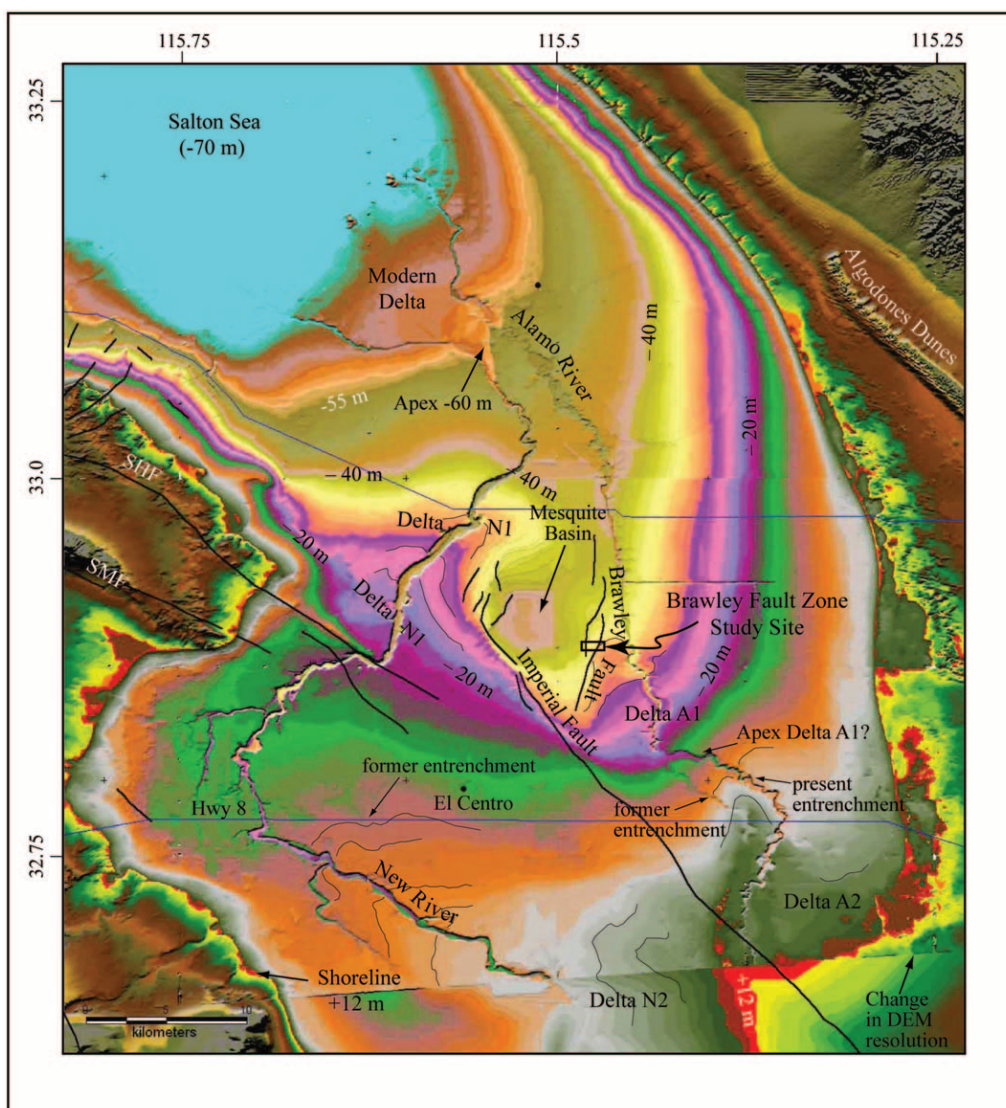 115.75
115.5
115.25
33.25
Salton Sea
(-70 m)
Algodones Dunes
Modern
Delta
Alamo River
– 40 m
– 20 m
-55 m
Apex -60 m
33.0
SHF
– 40 m
40 m
Mesquite
Basin
Delta
N1
– 20 m
SMF
Delta N1
Brawley
Fault
Brawley Fault Zone
Study Site
– 20 m
– 20 m
Imperial Fault
Delta A1
Apex Delta A1?
former entrenchment
present
entrenchment
El Centro
former
entrenchment
Hwy 8
32.75
New River
Delta A2
Shoreline
+12 m
Delta N2
+12 m
Change
in DEM
resolution
0 5 10
kilometers